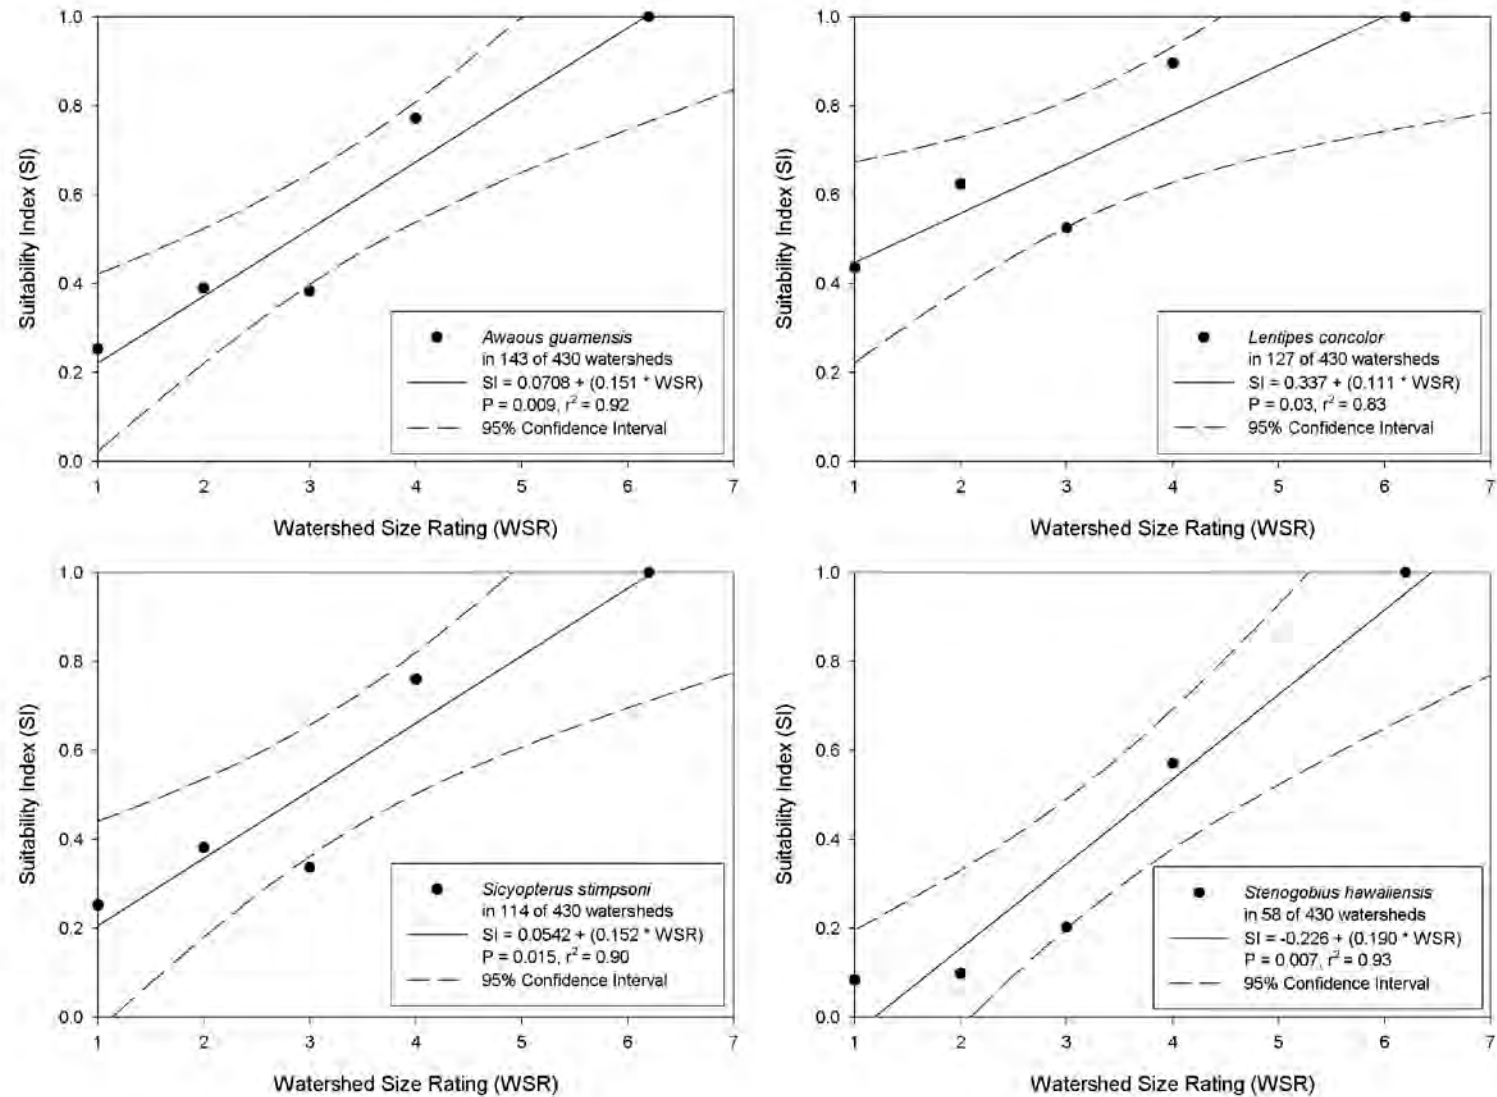 1.0
0.8
0.6
0.4
0.2
0.0
Suitability Index (SI)
Awaous guamensis
in 143 of 430 watersheds
SI = 0.0708 + (0.151 * WSR)
P = 0.009, r² = 0.92
95% Confidence Interval
1 2 3 4 5 6 7
Watershed Size Rating (WSR)
1.0
0.8
0.6
0.4
0.2
0.0
Suitability Index (SI)
Lentipes concolor
in 127 of 430 watersheds
SI = 0.337 + (0.111 * WSR)
P = 0.03, r² = 0.83
95% Confidence Interval
1 2 3 4 5 6 7
Watershed Size Rating (WSR)
1.0
0.8
0.6
0.4
0.2
0.0
Suitability Index (SI)
Sicyopterus stimpsoni
in 114 of 430 watersheds
SI = 0.0542 + (0.152 * WSR)
P = 0.015, r² = 0.90
95% Confidence Interval
1 2 3 4 5 6 7
Watershed Size Rating (WSR)
1.0
0.8
0.6
0.4
0.2
0.0
Suitability Index (SI)
Stenogobius hawaiiensis
in 58 of 430 watersheds
SI = -0.226 + (0.190 * WSR)
P = 0.007, r² = 0.93
95% Confidence Interval
1 2 3 4 5 6 7
Watershed Size Rating (WSR)